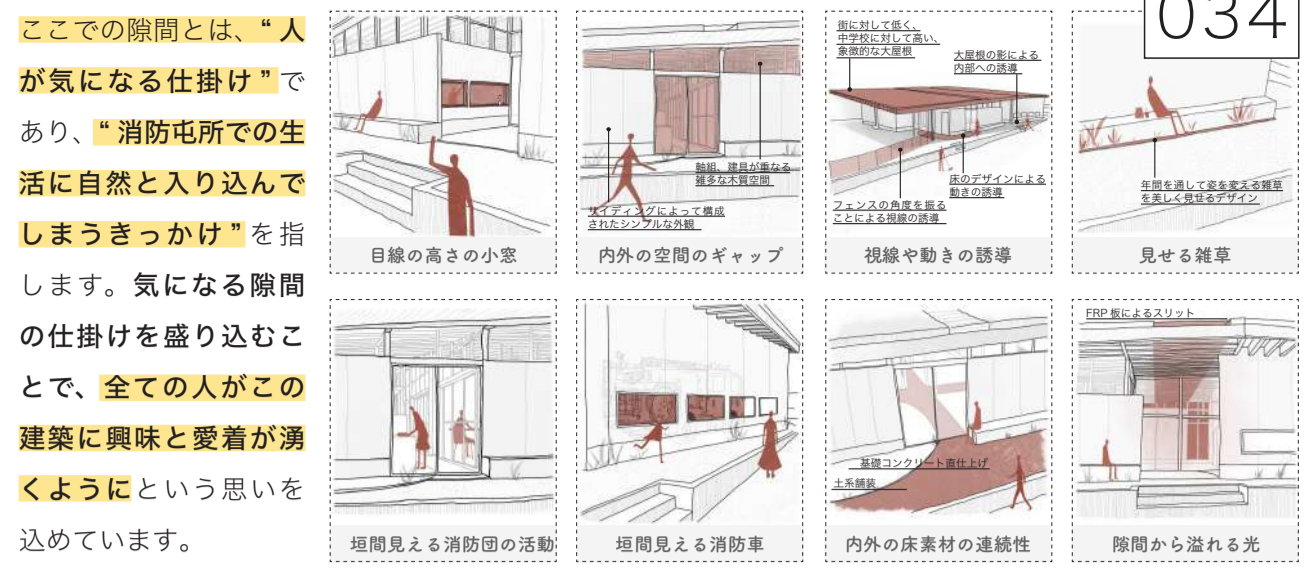 ここでの隙間とは、“人
が気になる仕掛け”で
あり、“消防屯所での生
活に自然と入り込んで
しまうきっかけ”を指
します。気になる隙間
の仕掛けを盛り込むこ
とで、全ての人がこの
建築に興味と愛着が湧
くようにという思いを
込めています。
034
目線の高さの小窓
軸組、建具が重なる
雑多な木質空間
サイディングによって構成
されたシンプルな外観
内外の空間のギャップ
街に対して低く、
中学校に対して高い、
象徴的な大屋根
大屋根の影による
内部への誘導
床のデザインによる
動きの誘導
フェンスの角度を振る
ことによる視線の誘導
視線や動きの誘導
年間を通して姿を変える雑草
を美しく見せるデザイン
見せる雑草
垣間見える消防団の活動
垣間見える消防車
基礎コンクリート直仕上げ
土系舗装
内外の床素材の連続性
FRP板によるスリット
隙間から溢れる光